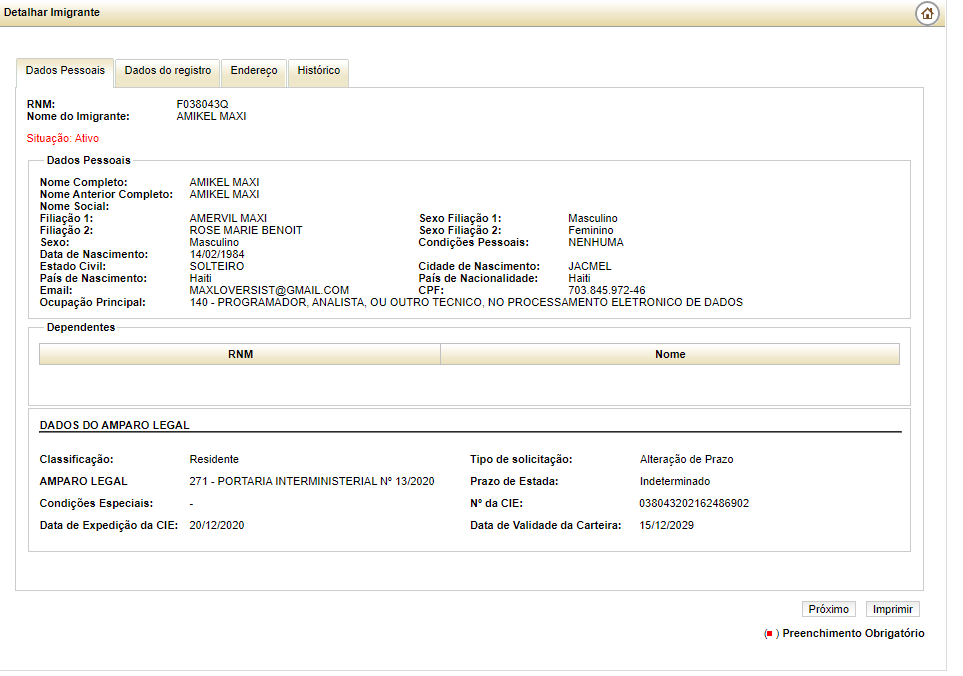 Detalhar Imigrante
Dados Pessoais Dados do registro Endereço Histórico
RNM: F038043Q
Nome do Imigrante: AMIKEL MAXI
Situação: Ativo
Dados Pessoais
Nome Completo: AMIKEL MAXI
Nome Anterior Completo: AMIKEL MAXI
Nome Social:
Filiação 1: AMERVIL MAXI Sexo Filiação 1: Masculino
Filiação 2: ROSE MARIE BENOIT Sexo Filiação 2: Feminino
Sexo: Masculino Condições Pessoais: NENHUMA
Data de Nascimento: 14/02/1984
Estado Civil: SOLTEIRO Cidade de Nascimento: JACMEL
País de Nascimento: Haiti País de Nacionalidade: Haiti
Email: MAXLOVERSIST@GMAIL.COM CPF: 703.845.972-46
Ocupação Principal: 140 - PROGRAMADOR, ANALISTA, OU OUTRO TECNICO, NO PROCESSAMENTO ELETRONICO DE DADOS
Dependentes
RNM Nome
DADOS DO AMPARO LEGAL
Classificação: Residente Tipo de solicitação: Alteração de Prazo
AMPARO LEGAL 271 - PORTARIA INTERMINISTERIAL Nº 13/2020 Prazo de Estada: Indeterminado
Condições Especiais: - Nº da CIE: 038043202162486902
Data de Expedição da CIE: 20/12/2020 Data de Validade da Carteira: 15/12/2029
Próximo Imprimir
( ) Preenchimento Obrigatório